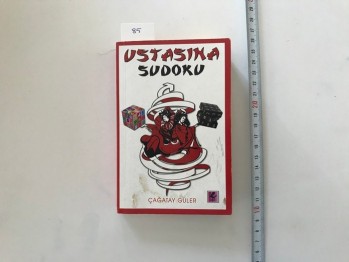 85
USTASINA
SUDOKU
ÇAĞATAY GÜLER